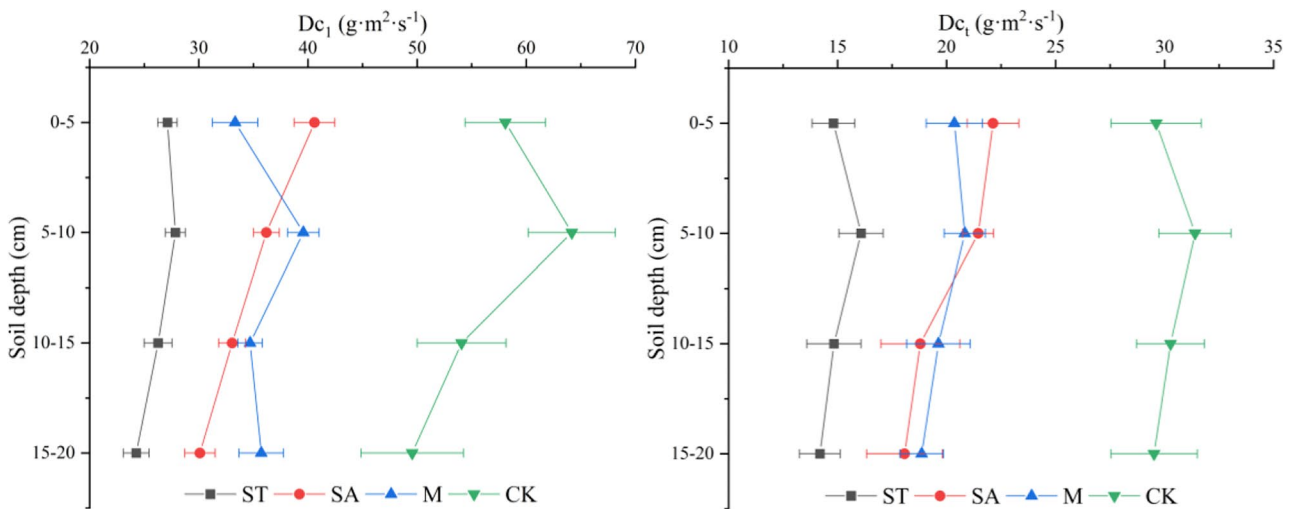 Dc₁ (g·m²·s⁻¹)
20 30 40 50 60 70
Soil depth (cm)
0-5
5-10
10-15
15-20
ST SA M CK
Dcₜ (g·m²·s⁻¹)
10 15 20 25 30 35
Soil depth (cm)
0-5
5-10
10-15
15-20
ST SA M CK